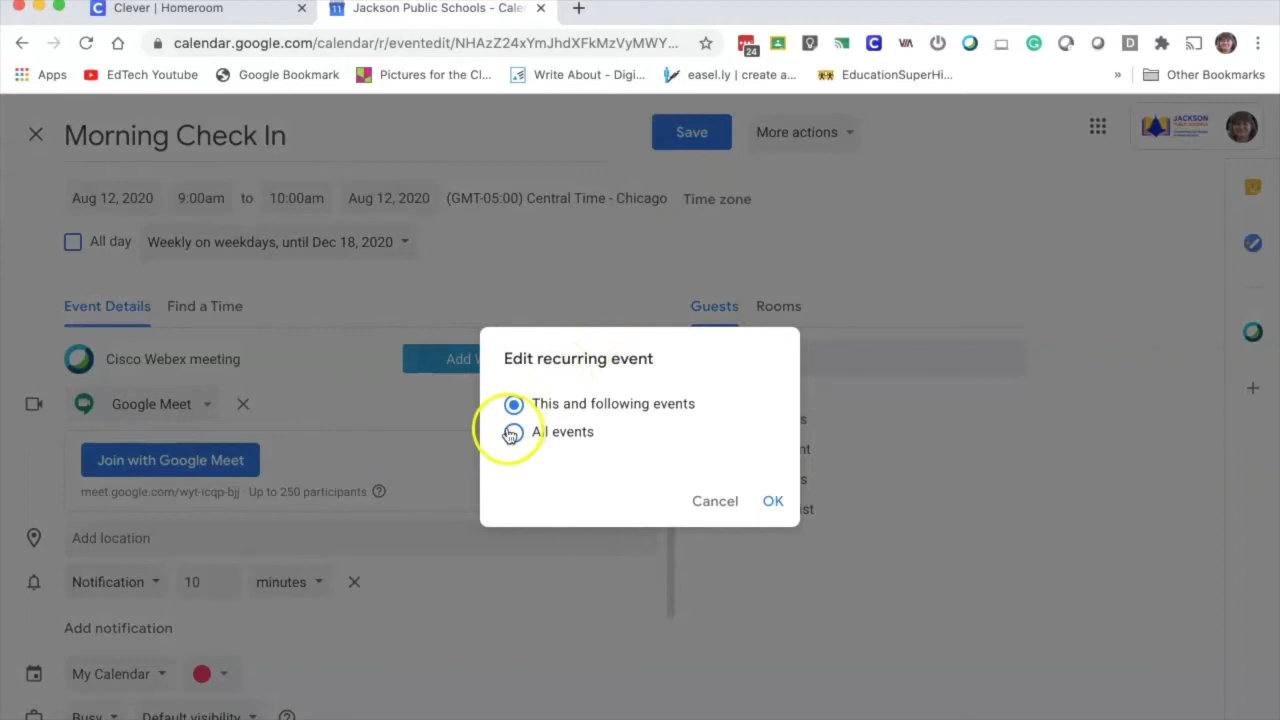 Clever | Homeroom
Jackson Public Schools - Cale
calendar.google.com/calendar/r/eventedit/NHAzZ24xYmJhdXFkMzVyMWY...
24
Apps EdTech Youtube Google Bookmark Pictures for the Cl... Write About - Digi... easel.ly | create a... EducationSuperHi... » Other Bookmarks
Morning Check In
Save
More actions
JACKSON
Aug 12, 2020 9:00am to 10:00am Aug 12, 2020 (GMT-05:00) Central Time - Chicago Time zone
All day Weekly on weekdays, until Dec 18, 2020
Event Details Find a Time
Guests Rooms
Cisco Webex meeting
Add
Google Meet
Join with Google Meet
meet.google.com/wyt-icqp-bjj · Up to 250 participants
Edit recurring event
This and following events
All events
Cancel OK
Add location
Notification 10 minutes
Add notification
My Calendar
Busy Default visibility